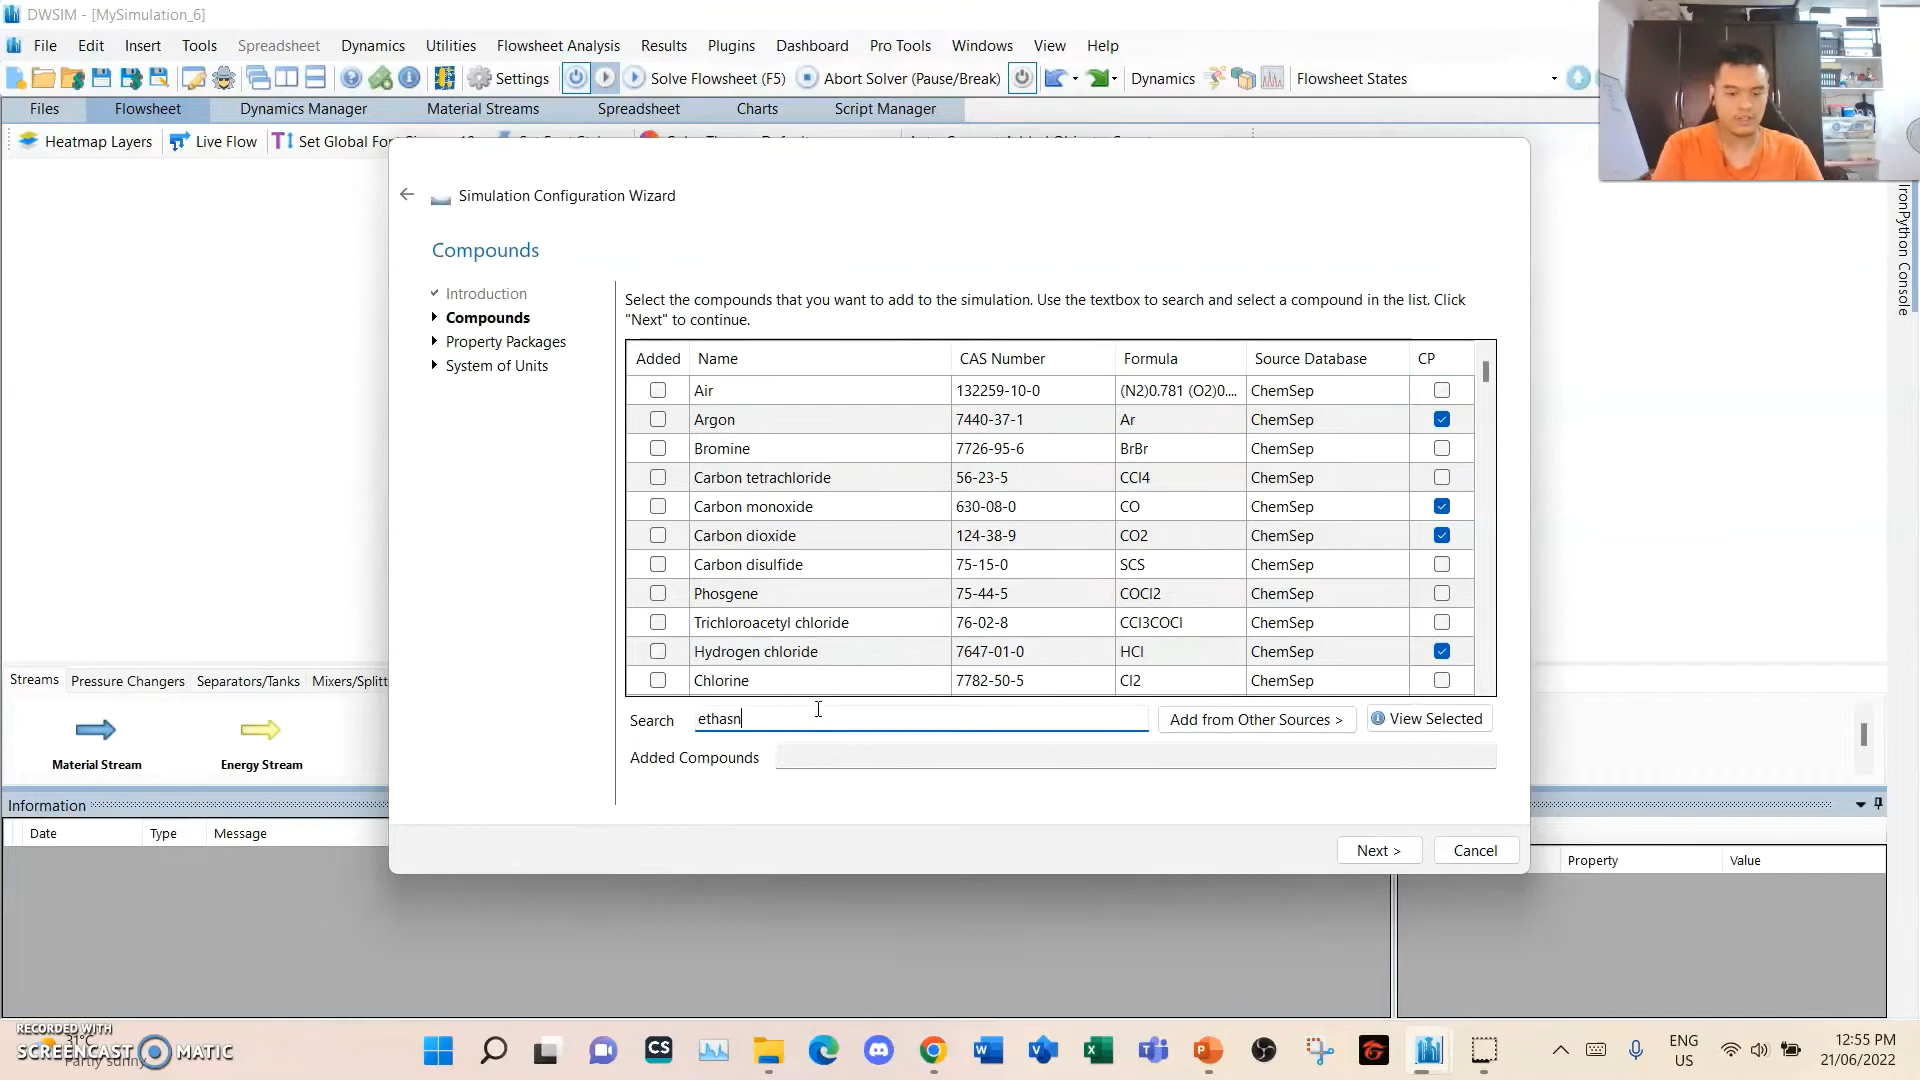 DWSIM - [MySimulation_6]
File Edit Insert Tools Spreadsheet Dynamics Utilities Flowsheet Analysis Results Plugins Dashboard Pro Tools Windows View Help
Settings Solve Flowsheet (F5) Abort Solver (Pause/Break) Dynamics Flowsheet States
Files Flowsheet Dynamics Manager Material Streams Spreadsheet Charts Script Manager
Heatmap Layers Live Flow Set Global Fo
IronPython Console
Simulation Configuration Wizard
Compounds
Introduction
Compounds
Property Packages
System of Units
Select the compounds that you want to add to the simulation. Use the textbox to search and select a compound in the list. Click
"Next" to continue.
Added Name CAS Number Formula Source Database CP
Air 132259-10-0 (N2)0.781 (O2)0.... ChemSep
Argon 7440-37-1 Ar ChemSep
Bromine 7726-95-6 BrBr ChemSep
Carbon tetrachloride 56-23-5 CCl4 ChemSep
Carbon monoxide 630-08-0 CO ChemSep
Carbon dioxide 124-38-9 CO2 ChemSep
Carbon disulfide 75-15-0 SCS ChemSep
Phosgene 75-44-5 COCl2 ChemSep
Trichloroacetyl chloride 76-02-8 CCl3COCl ChemSep
Hydrogen chloride 7647-01-0 HCl ChemSep
Chlorine 7782-50-5 Cl2 ChemSep
Search ethasn Add from Other Sources > View Selected
Added Compounds
Next > Cancel
Streams Pressure Changers Separators/Tanks Mixers/Splitt
Material Stream Energy Stream
Information
Date Type Message
Property Value
RECORDED WITH
SCREENCAST MATIC
31°C
Partly sunny
ENG
US
12:55 PM
21/06/2022